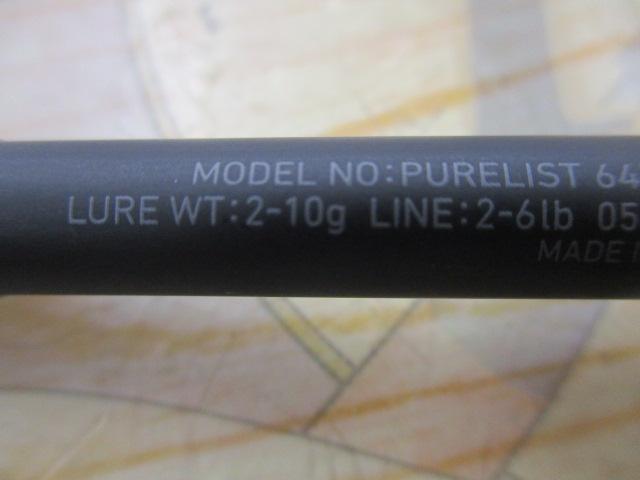 MODEL NO:PURELIST 64
LURE WT:2-10g LINE:2-6lb 05
MADE